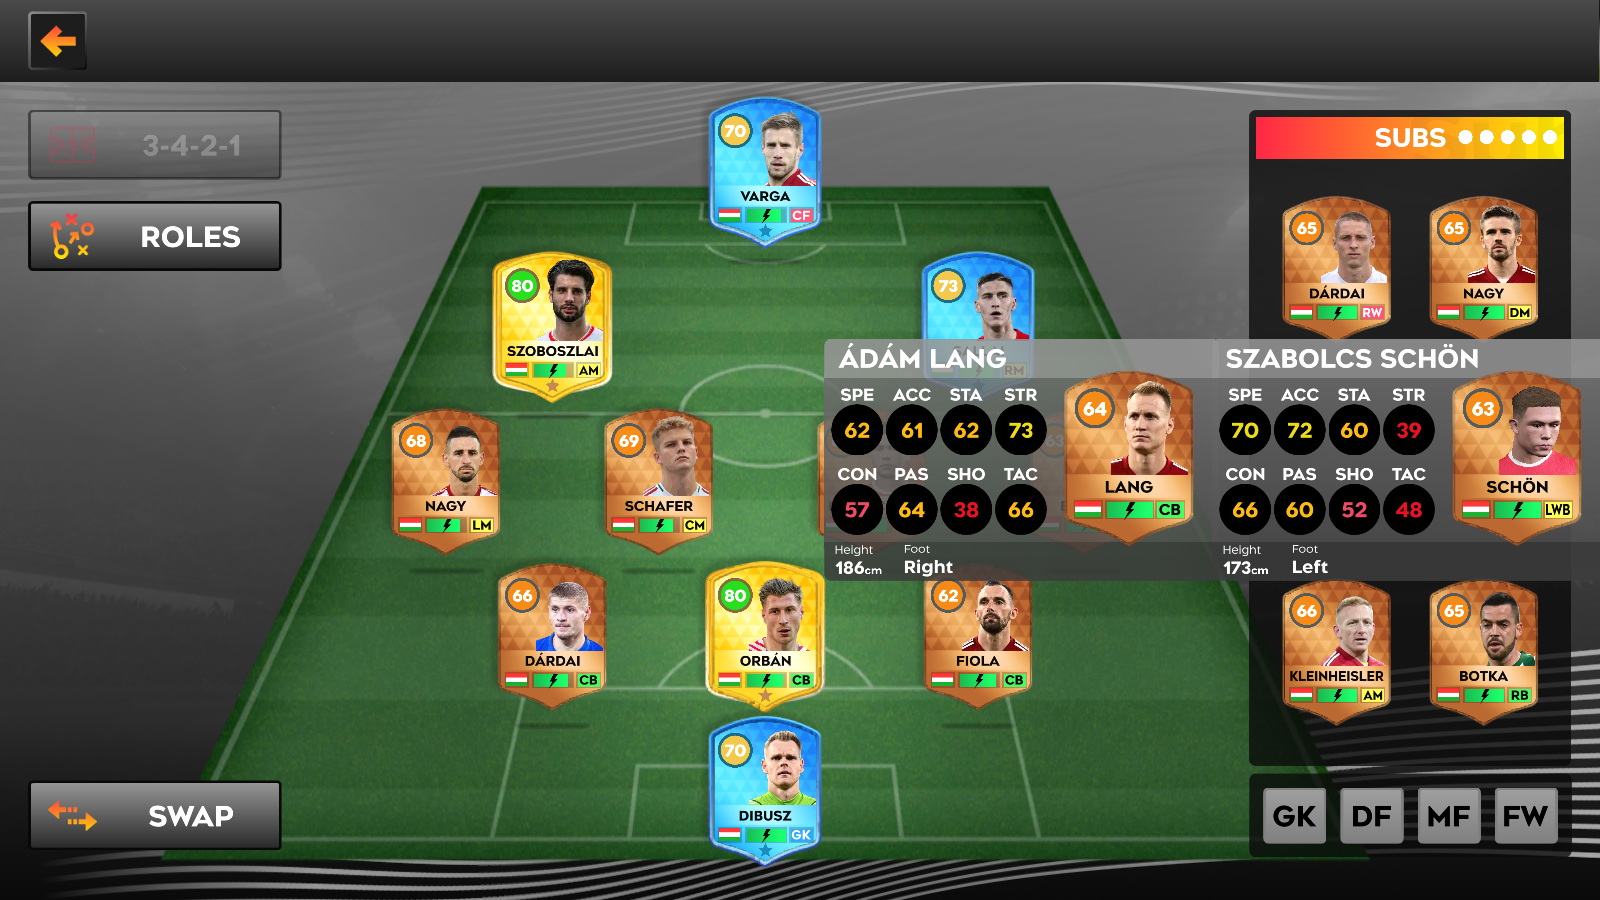 3-4-2-1
ROLES
SWAP
70
VARGA
CF
80
SZOBOSZLAI
AM
73
RM
68
NAGY
LM
69
SCHAFER
CM
63
66
DÁRDAI
CB
80
ORBÁN
CB
62
FIOLA
CB
70
DIBUSZ
GK
SUBS
65
DÁRDAI
RW
65
NAGY
DM
ÁDÁM LANG
SPE ACC STA STR
62 61 62 73
CON PAS SHO TAC
57 64 38 66
Height Foot
186cm Right
64
LANG
CB
SZABOLCS SCHÖN
SPE ACC STA STR
70 72 60 39
CON PAS SHO TAC
66 60 52 48
Height Foot
173cm Left
63
SCHÖN
LWB
66
KLEINHEISLER
AM
65
BOTKA
RB
GK DF MF FW